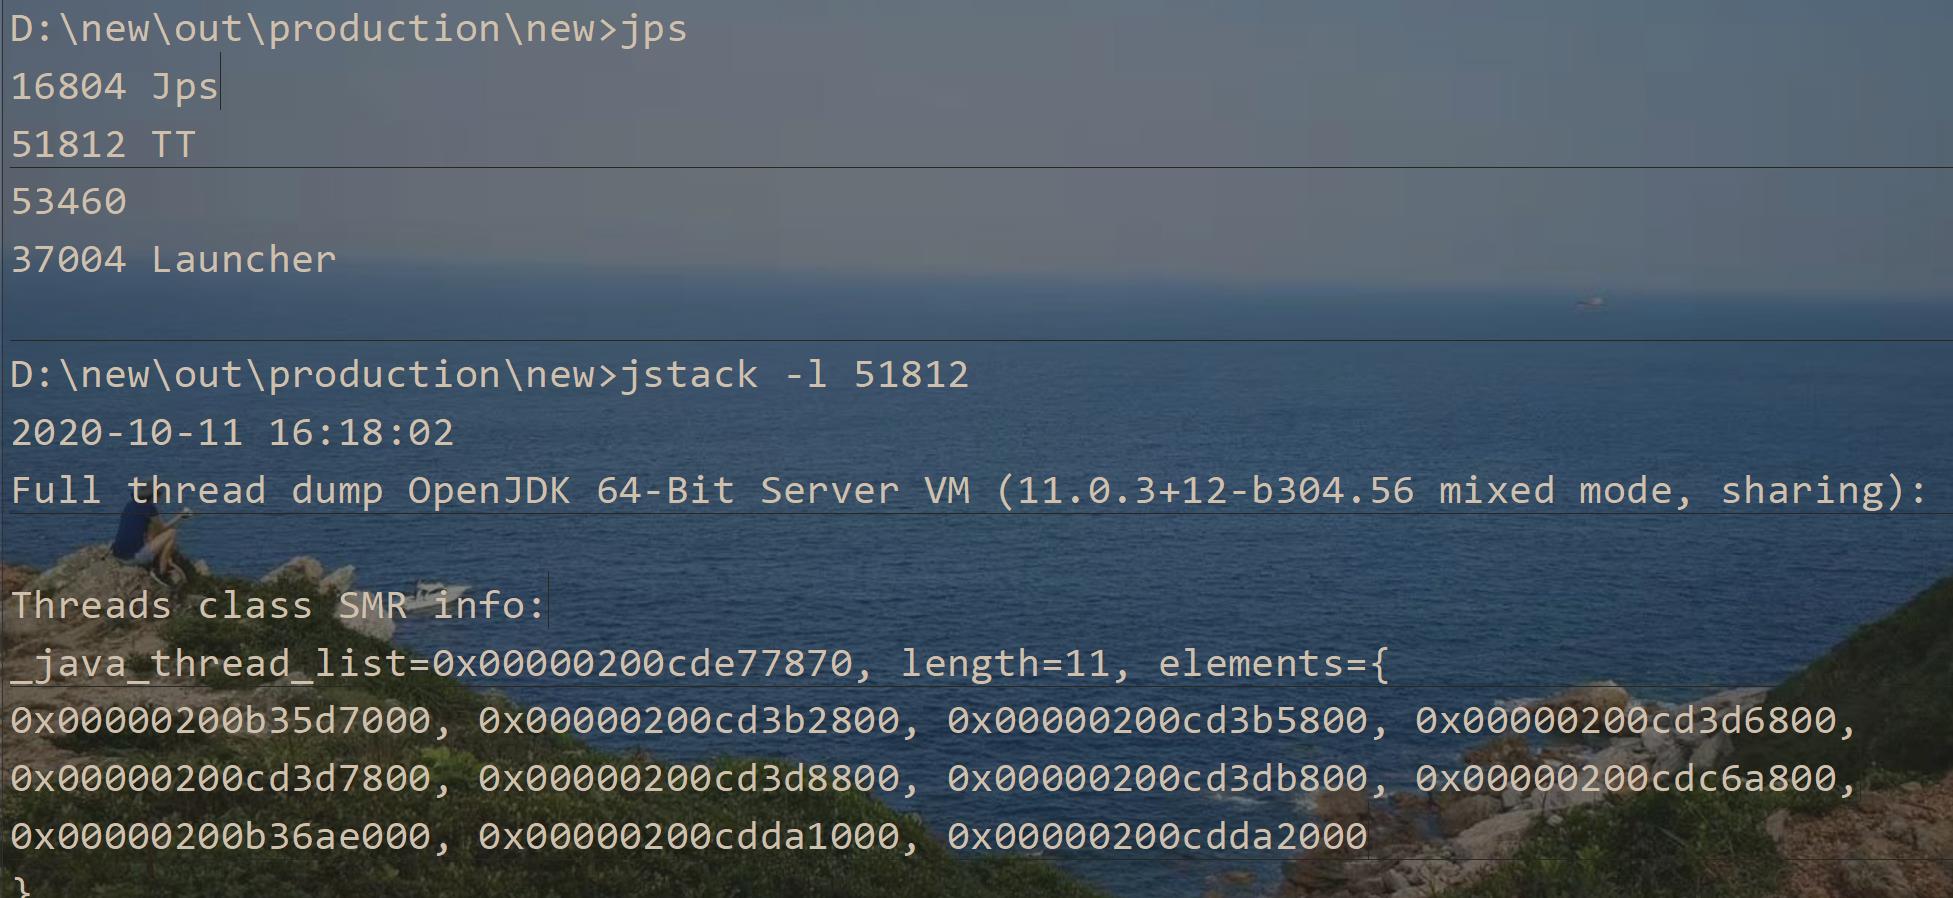 D:\new\out\production\new>jps
16804 Jps
51812 TT
53460
37004 Launcher
D:\new\out\production\new>jstack -l 51812
2020-10-11 16:18:02
Full thread dump OpenJDK 64-Bit Server VM (11.0.3+12-b304.56 mixed mode, sharing):
Threads class SMR info:
_java_thread_list=0x00000200cde77870, length=11, elements={
0x00000200b35d7000, 0x00000200cd3b2800, 0x00000200cd3b5800, 0x00000200cd3d6800,
0x00000200cd3d7800, 0x00000200cd3d8800, 0x00000200cd3db800, 0x00000200cdc6a800,
0x00000200b36ae000, 0x00000200cdda1000, 0x00000200cdda2000
}